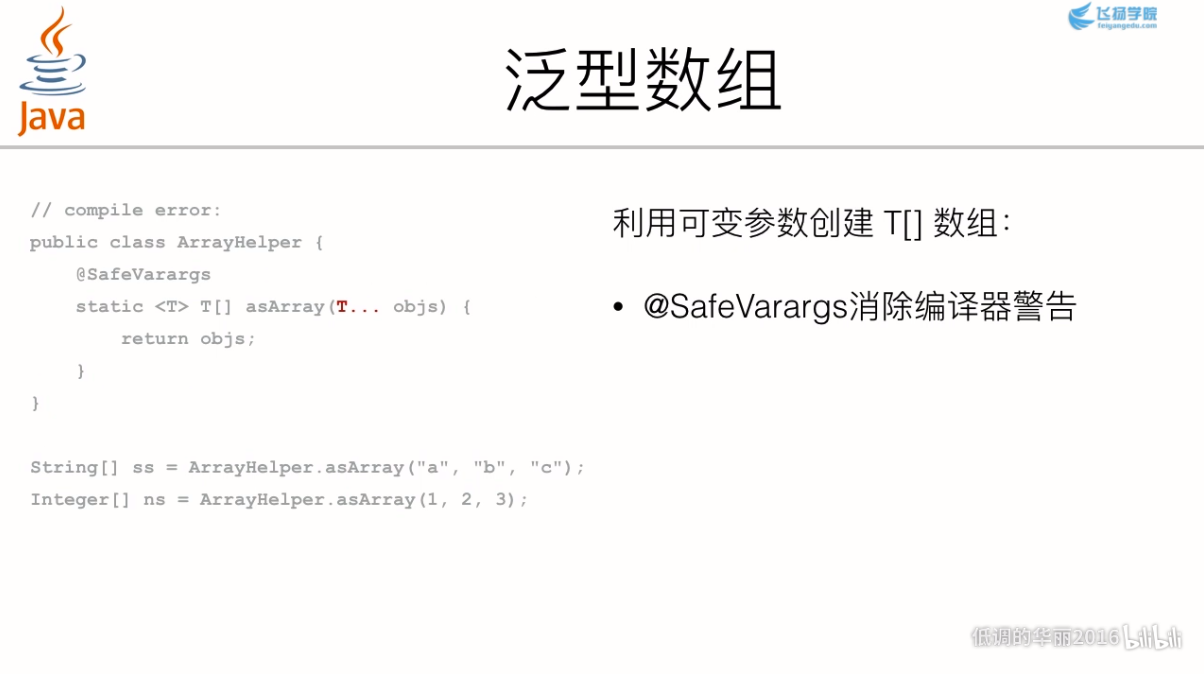 Java
飞扬学院
feiyangedu.com
泛型数组
// compile error:
public class ArrayHelper {
    @SafeVarargs
    static <T> T[] asArray(T... objs) {
        return objs;
    }
}
String[] ss = ArrayHelper.asArray("a", "b", "c");
Integer[] ns = ArrayHelper.asArray(1, 2, 3);
利用可变参数创建 T[] 数组：
• @SafeVarargs消除编译器警告
低调的华丽2016 bilibili